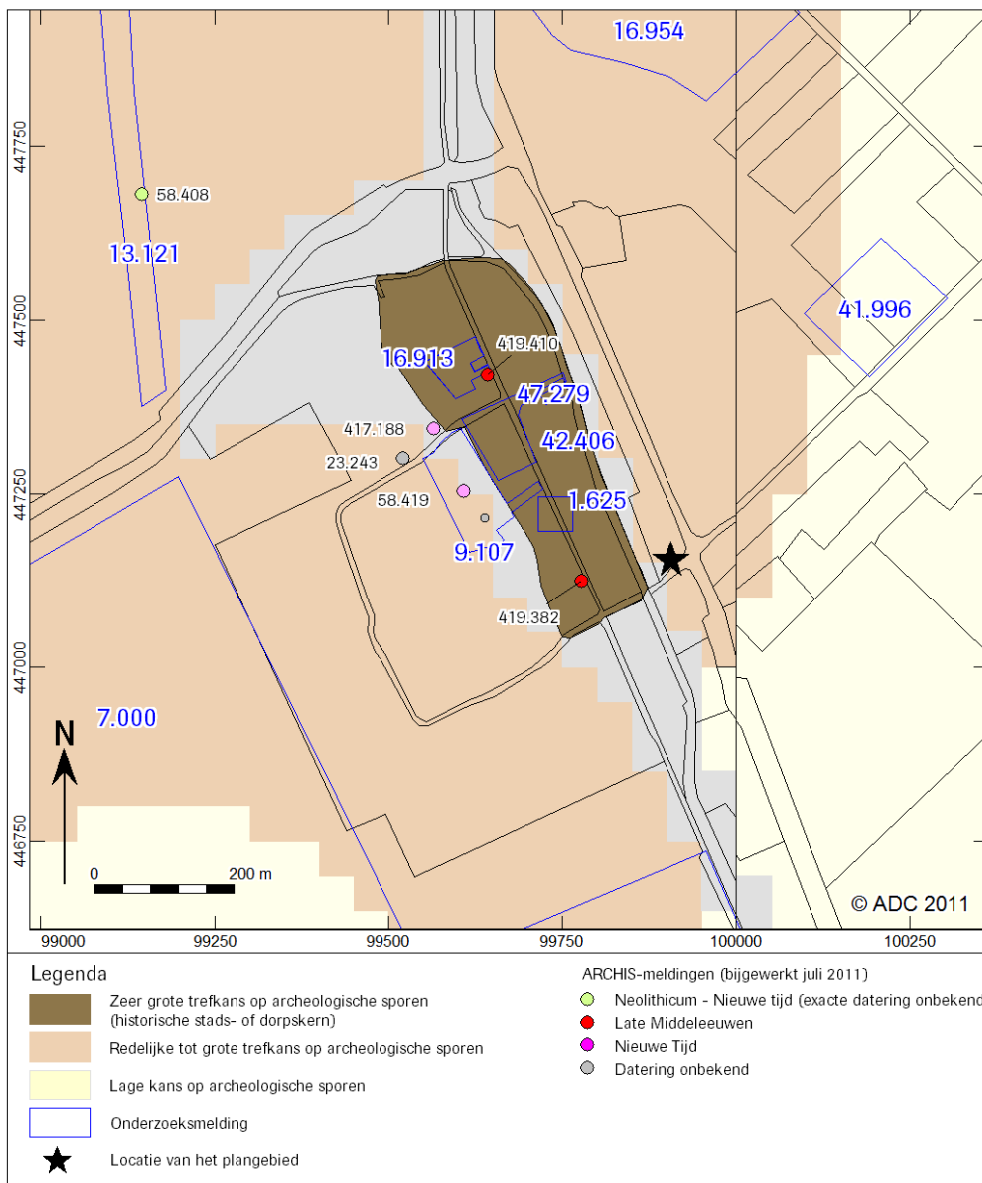 16.954
447750
58.408
13.121
447500
41.996
419.410
16.913
47.279
417.188
42.406
23.243
447250
58.419
1.625
9.107
419.382
447000
7.000
N
446750
0 200 m
© ADC 2011
99000 99250 99500 99750 100000 100250
Legenda
Zeer grote trefkans op archeologische sporen
(historische stads- of dorpskern)
Redelijke tot grote trefkans op archeologische sporen
Lage kans op archeologische sporen
Onderzoeksmelding
Locatie van het plangebied
ARCHIS-meldingen (bijgewerkt juli 2011)
Neolithicum - Nieuwe tijd (exacte datering onbekend
Late Middeleeuwen
Nieuwe Tijd
Datering onbekend